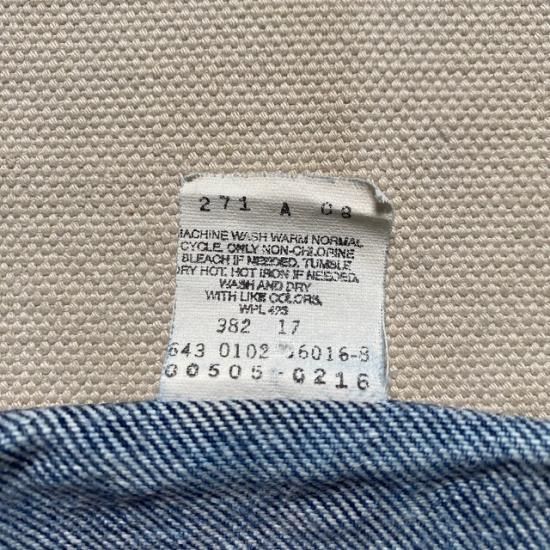 271 A 08
MACHINE WASH WARM NORMAL
CYCLE, ONLY NON-CHLORINE
BLEACH IF NEEDED. TUMBLE
DRY HOT. HOT IRON IF NEEDED.
WASH AND DRY
WITH LIKE COLORS.
WPL 423
382 17
643 0102
00505-0216